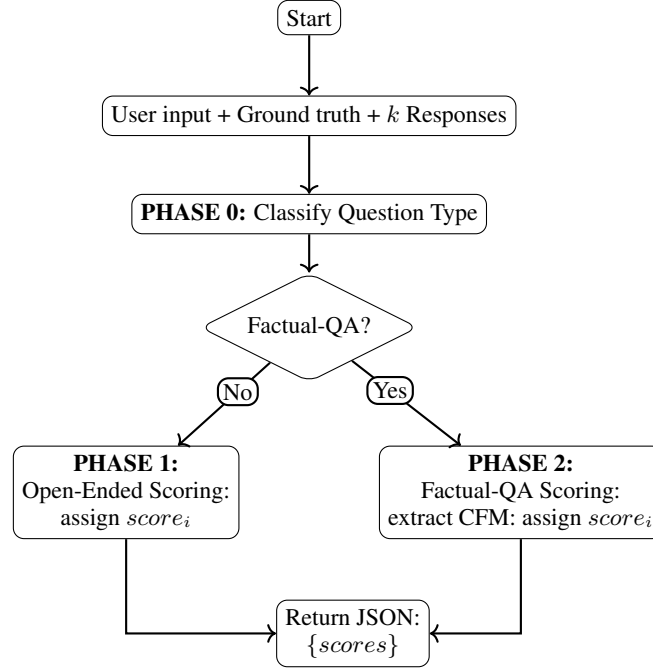 Start
User input + Ground truth + k Responses
PHASE 0: Classify Question Type
Factual-QA?
No
Yes
PHASE 1:
Open-Ended Scoring:
assign score_i
PHASE 2:
Factual-QA Scoring:
extract CFM: assign score_i
Return JSON:
{scores}